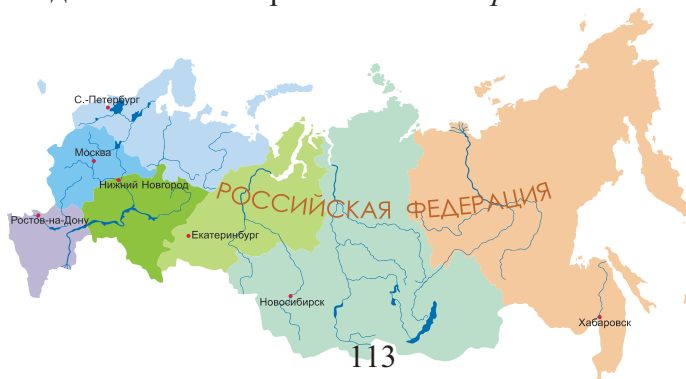 С.-Петербург
Москва
Нижний Новгород
РОССИЙСКАЯ ФЕДЕРАЦИЯ
Ростов-на-Дону
Екатеринбург
Новосибирск
Хабаровск
113